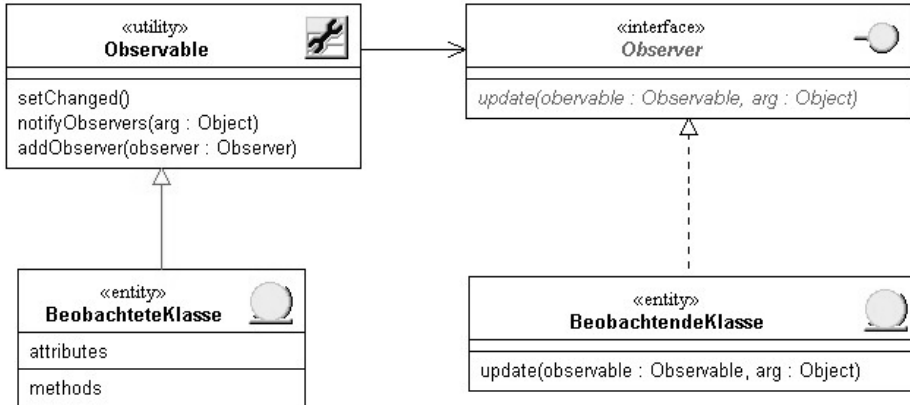 «utility»
Observable
setChanged()
notifyObservers(arg : Object)
addObserver(observer : Observer)
«interface»
Observer
update(obervable : Observable, arg : Object)
«entity»
BeobachteteKlasse
attributes
methods
«entity»
BeobachtendeKlasse
update(observable : Observable, arg : Object)